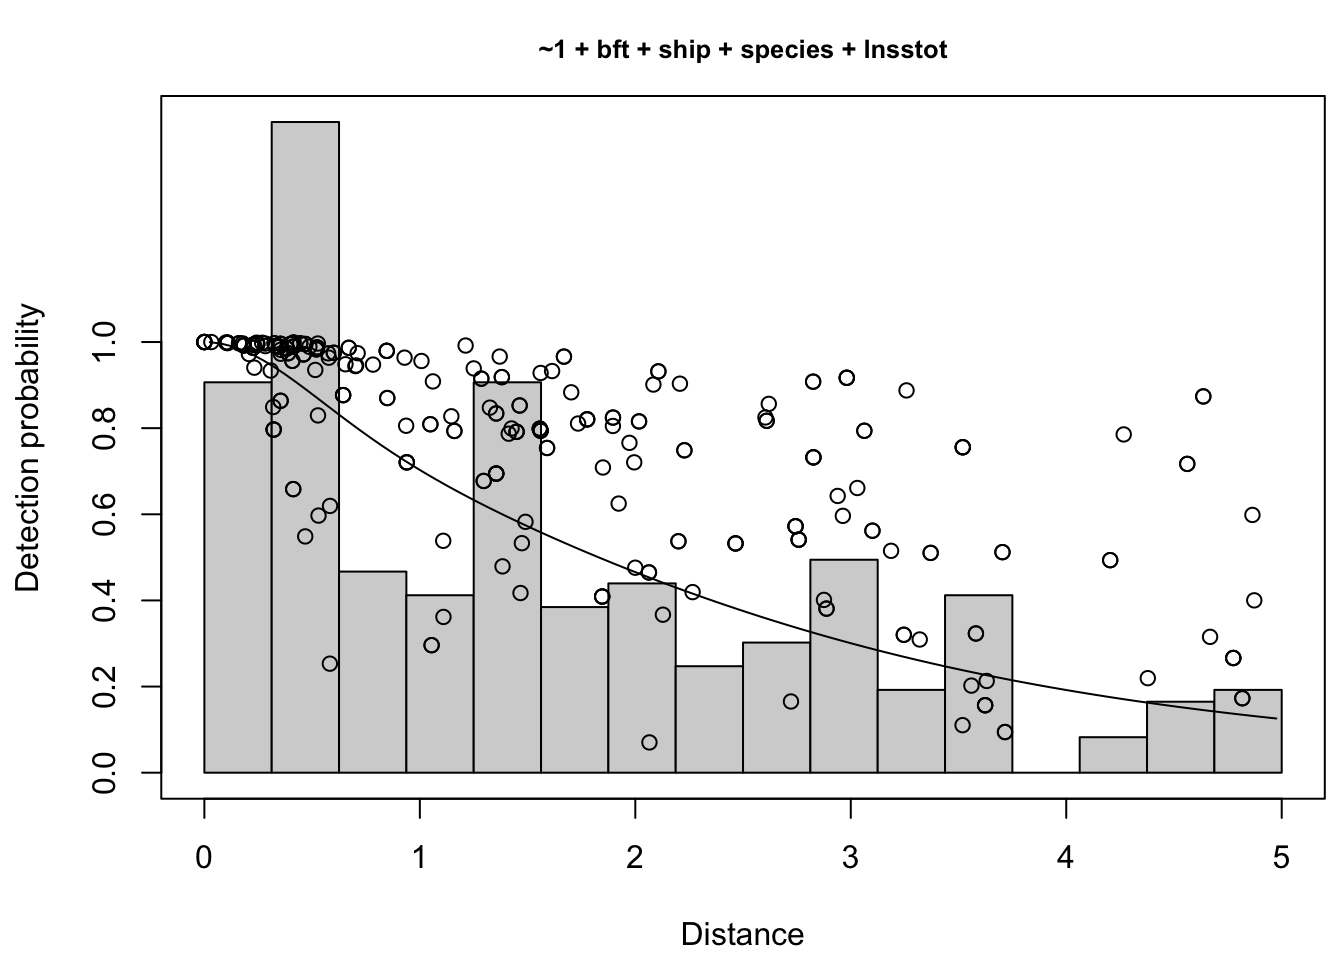 ~1 + bft + ship + species + lnsstot
Detection probability
1.0
0.8
0.6
0.4
0.2
0.0
0 1 2 3 4 5
Distance